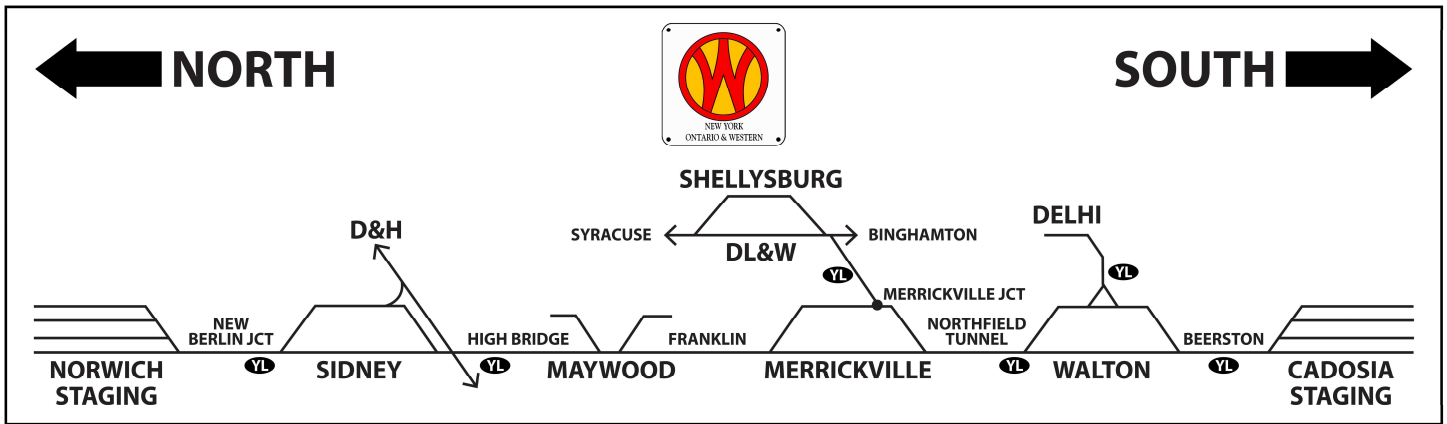 NORTH
SOUTH
W
NEW YORK
ONTARIO & WESTERN
SHELLYSBURG
D&H
SYRACUSE
DL&W
BINGHAMTON
DELHI
YL
YL
MERRICKVILLE JCT
NEW
BERLIN JCT
HIGH BRIDGE
FRANKLIN
NORTHFIELD
TUNNEL
BEERSTON
NORWICH
STAGING
YL
SIDNEY
YL
MAYWOOD
MERRICKVILLE
YL
WALTON
YL
CADOSIA
STAGING